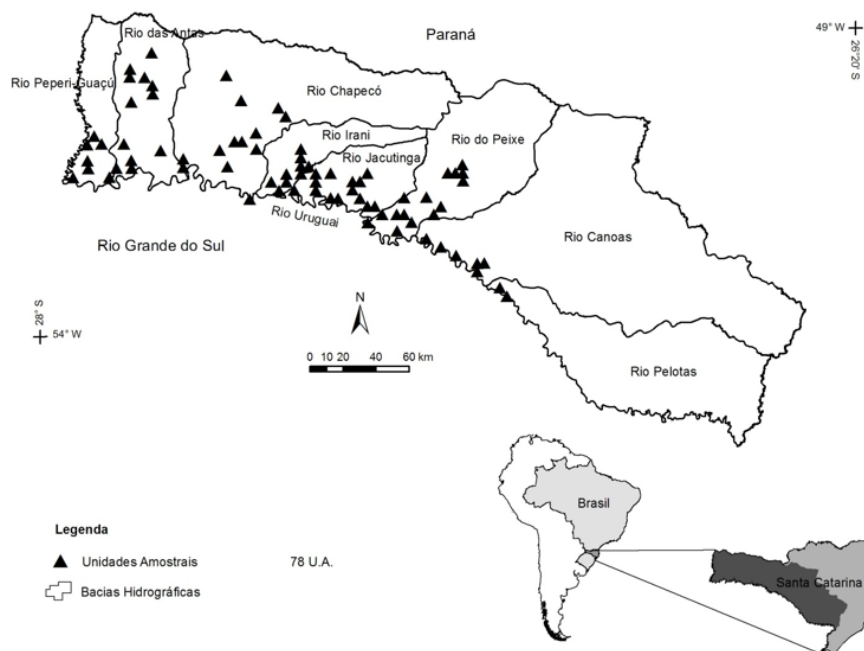 49° W
26°20' S
Paraná
Rio das Antas
Rio Peperi-Guaçú
Rio Chapecó
Rio Irani
Rio do Peixe
Rio Jacutinga
Rio Uruguai
Rio Canoas
Rio Grande do Sul
28° S
54° W
N
0 10 20 40 60 km
Rio Pelotas
Brasil
Santa Catarina
Legenda
Unidades Amostrais 78 U.A.
Bacias Hidrográficas